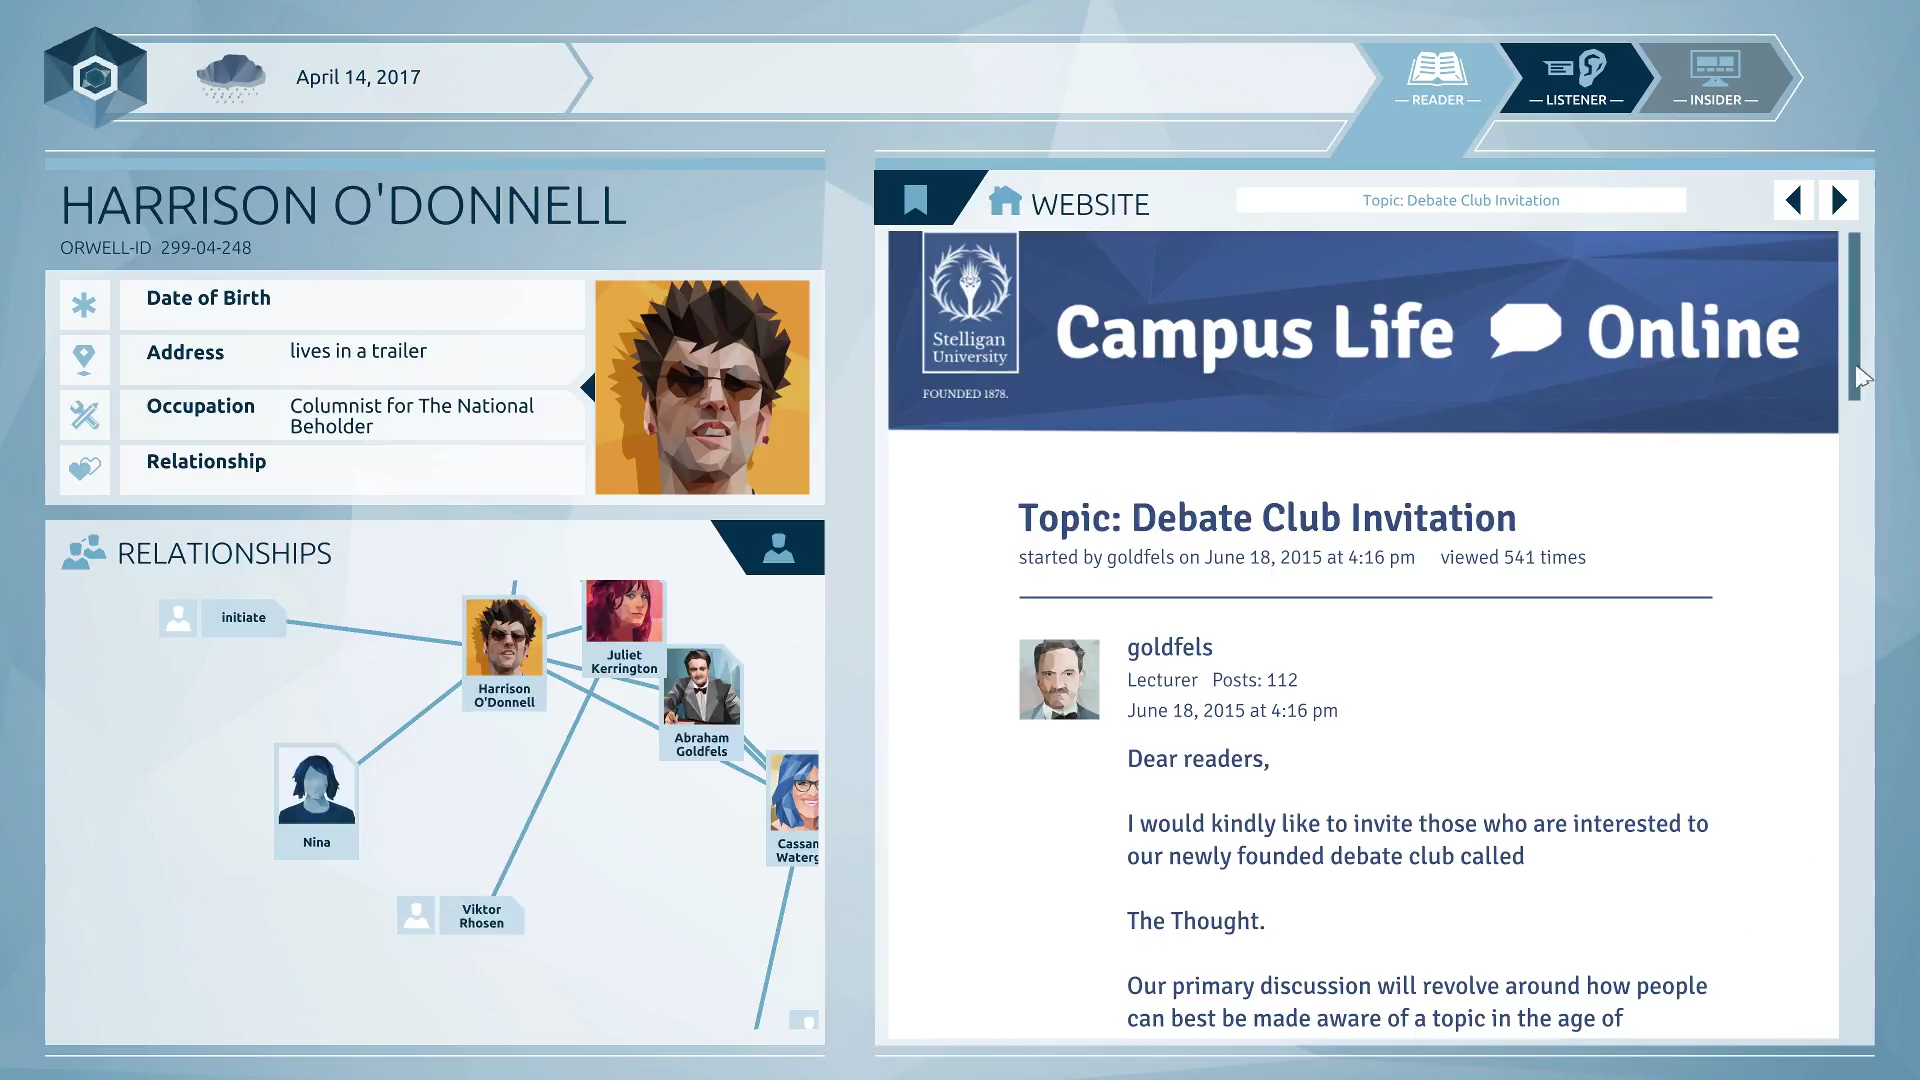 April 14, 2017
READER
LISTENER
INSIDER
HARRISON O'DONNELL
ORWELL-ID 299-04-248
Date of Birth
Address lives in a trailer
Occupation Columnist for The National
Beholder
Relationship
RELATIONSHIPS
initiate
Harrison
O'Donnell
Juliet
Kerrington
Abraham
Goldfels
Cassan
Waterg
Nina
Viktor
Rhosen
WEBSITE
Topic: Debate Club Invitation
Stelligan
University
FOUNDED 1878.
Campus Life Online
Topic: Debate Club Invitation
started by goldfels on June 18, 2015 at 4:16 pm viewed 541 times
goldfels
Lecturer Posts: 112
June 18, 2015 at 4:16 pm
Dear readers,
I would kindly like to invite those who are interested to
our newly founded debate club called
The Thought.
Our primary discussion will revolve around how people
can best be made aware of a topic in the age of